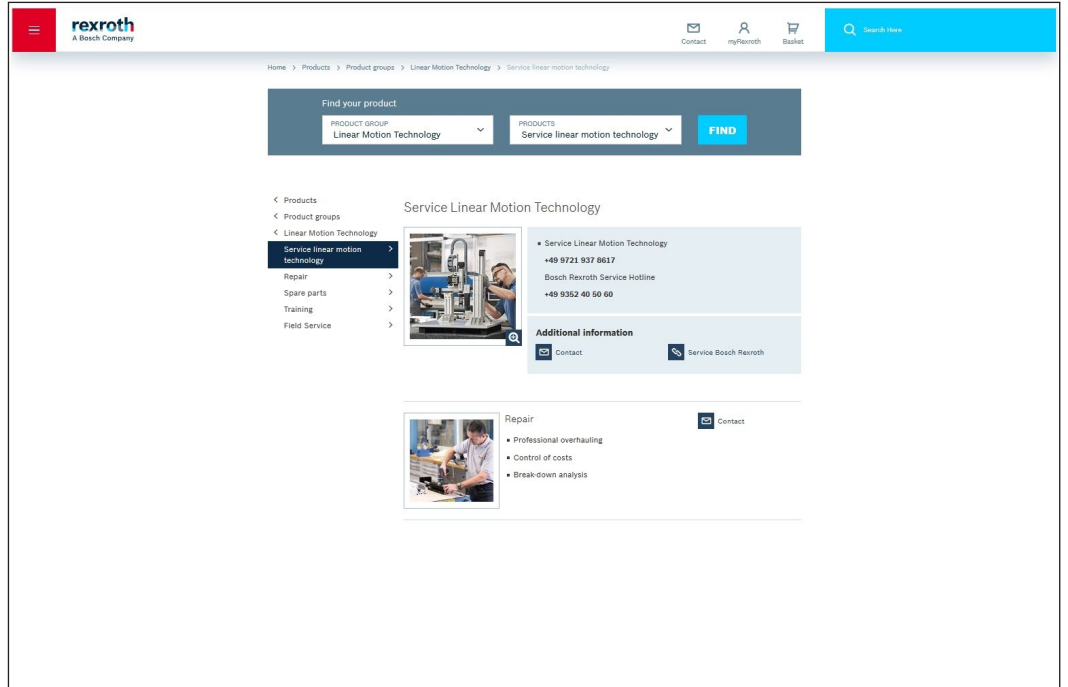 rexroth
A Bosch Company
Contact
myRexroth
Basket
Search Here
Home > Products > Product groups > Linear Motion Technology > Service linear motion technology
Find your product
PRODUCT GROUP
Linear Motion Technology
PRODUCTS
Service linear motion technology
FIND
Products
Product groups
Linear Motion Technology
Service linear motion
technology
Repair
Spare parts
Training
Field Service
Service Linear Motion Technology
Service Linear Motion Technology
+49 9721 937 8617
Bosch Rexroth Service Hotline
+49 9352 40 50 60
Additional information
Contact
Service Bosch Rexroth
Repair
Professional overhauling
Control of costs
Break-down analysis
Contact